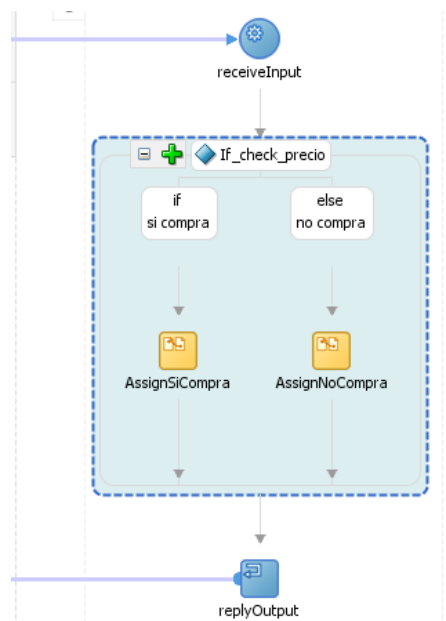 receiveInput
If_check_precio
if
si compra
else
no compra
AssignSiCompra
AssignNoCompra
replyOutput